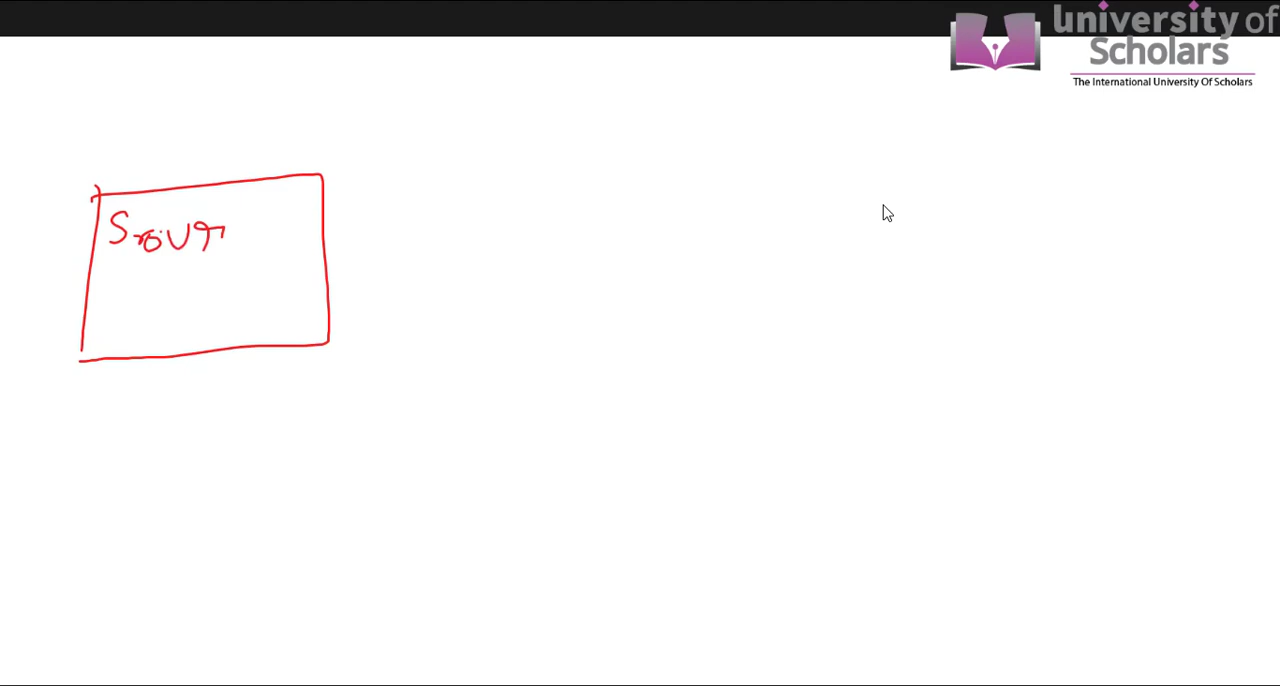 university of
Scholars
The International University Of Scholars